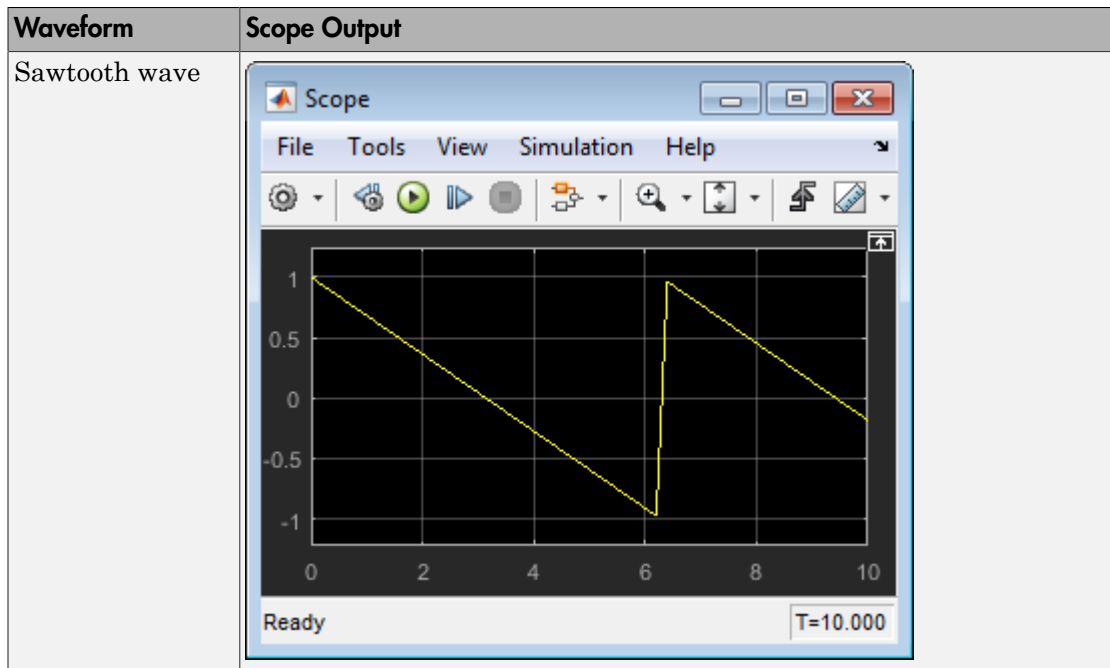 Waveform Scope Output
Sawtooth wave
Scope
File Tools View Simulation Help
1
0.5
0
-0.5
-1
0 2 4 6 8 10
Ready T=10.000